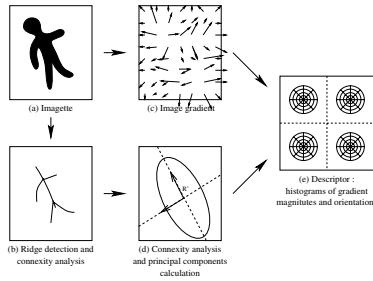 (a) Imagette
(c) Image gradient
(b) Ridge detection and
connexity analysis
R'
(d) Connexity analysis
and principal components
calculation
(e) Descriptor :
histograms of gradient
magnitutes and orientation